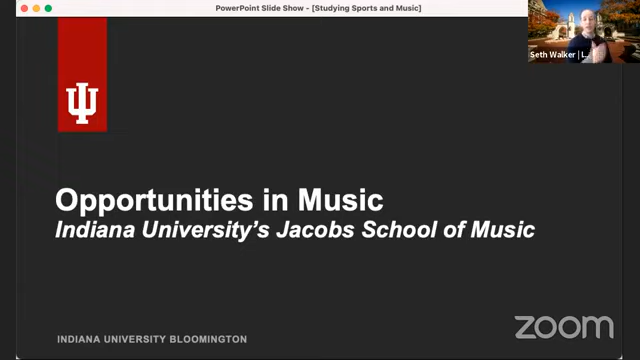 PowerPoint Slide Show - [Studying Sports and Music]
Seth Walker | L...
Opportunities in Music
Indiana University's Jacobs School of Music
zoom
INDIANA UNIVERSITY BLOOMINGTON